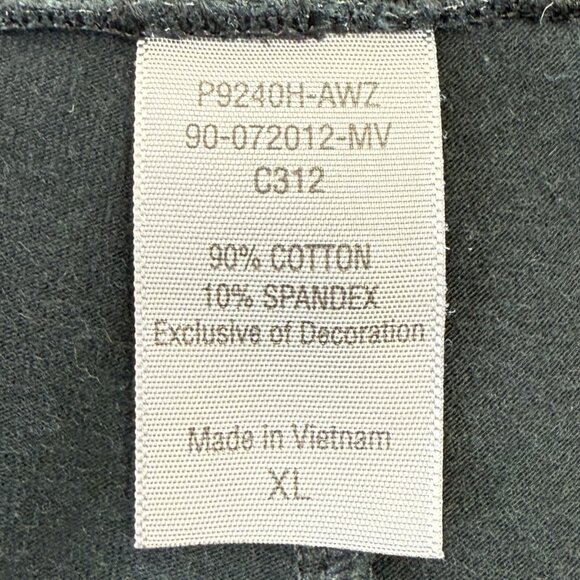 P9240H-AWZ
90-072012-MV
C312
90% COTTON
10% SPANDEX
Exclusive of Decoration
Made in Vietnam
XL